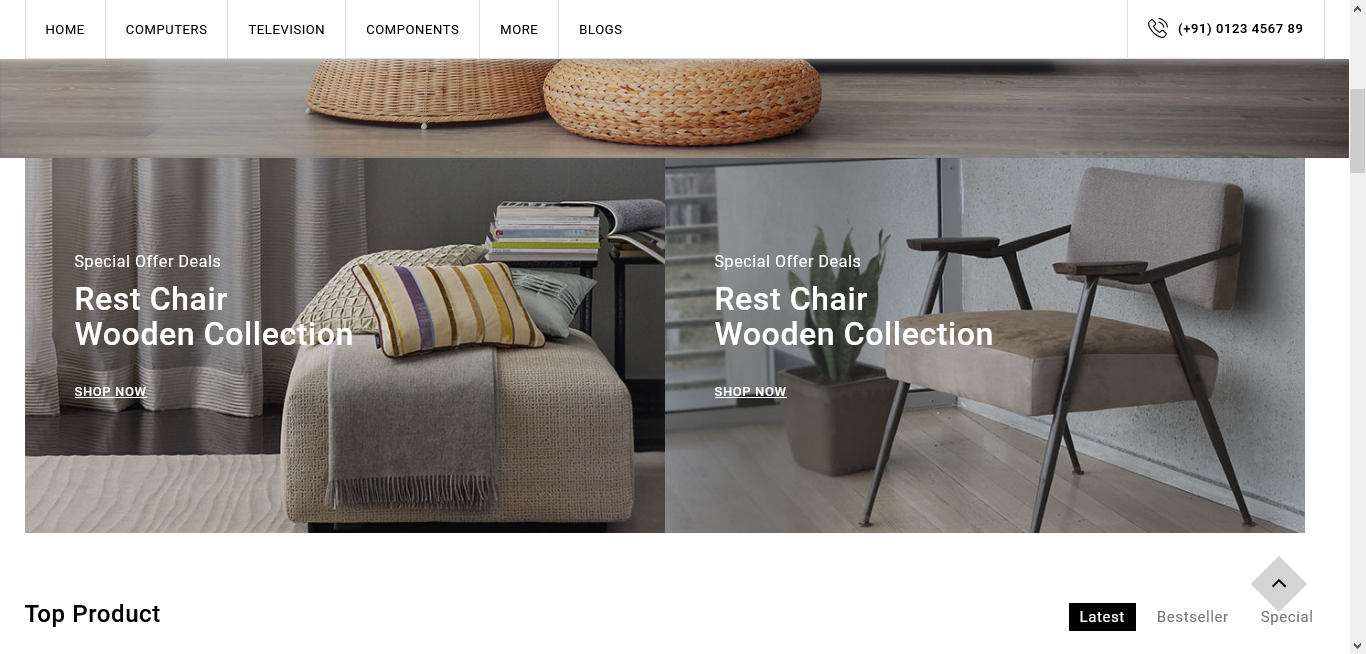 HOME COMPUTERS TELEVISION COMPONENTS MORE BLOGS (+91) 0123 4567 89
Special Offer Deals
Rest Chair
Wooden Collection
SHOP NOW
Special Offer Deals
Rest Chair
Wooden Collection
SHOP NOW
Top Product
Latest Bestseller Special